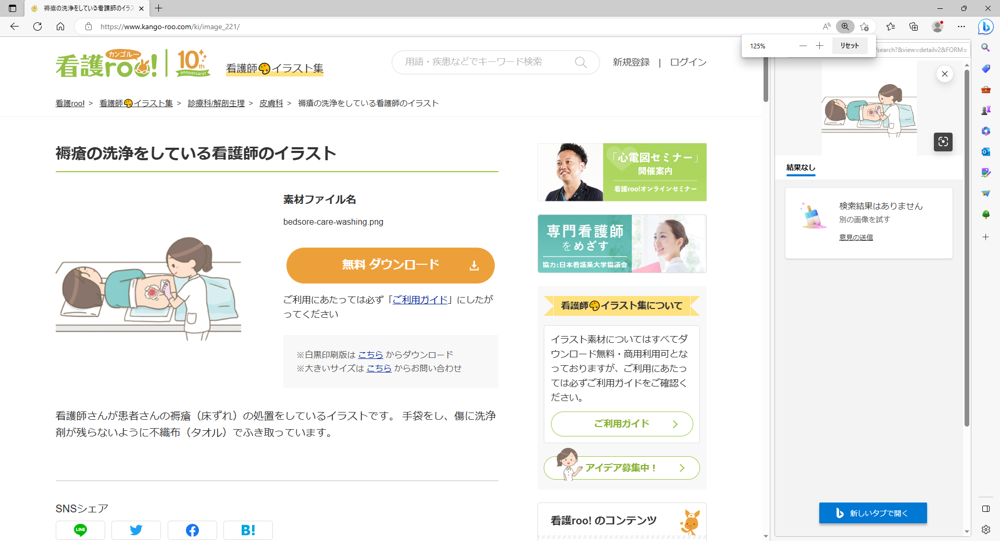 褥瘡の洗浄をしている看護師のイラス
https://www.kango-roo.com/ki/image_221/
125%
リセット
/search?&view=detailv2&FORM=
カンゴルー
看護roo!
10th
anniversary!
看護師🎨イラスト集
用語・疾患などでキーワード検索
新規登録 | ログイン
看護roo! > 看護師🎨イラスト集 > 診療科/解剖生理 > 皮膚科 > 褥瘡の洗浄をしている看護師のイラスト
褥瘡の洗浄をしている看護師のイラスト
素材ファイル名
bedsore-care-washing.png
無料 ダウンロード
ご利用にあたっては必ず「ご利用ガイド」にしたが
ってください
※白黒印刷版は こちら からダウンロード
※大きいサイズは こちら からお問い合わせ
看護師さんが患者さんの褥瘡（床ずれ）の処置をしているイラストです。 手袋をし、傷に洗浄
剤が残らないように不織布（タオル）でふき取っています。
SNSシェア
LINE
B!
「心電図セミナー」
開催案内
看護roo!オンラインセミナー
専門看護師
をめざす
協力:日本看護系大学協議会
看護師🎨イラスト集について
イラスト素材についてはすべてダ
ウンロード無料・商用利用可とな
っておりますが、ご利用にあたっ
ては必ずご利用ガイドをご確認く
ださい。
ご利用ガイド
アイデア募集中！
看護roo! のコンテンツ
結果なし
検索結果はありません
別の画像を試す
意見の送信
新しいタブで開く